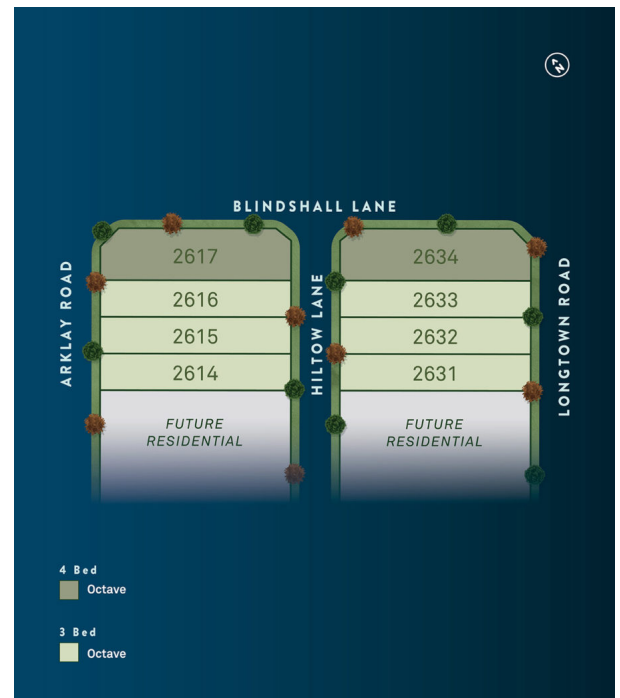 N
BLINDSHALL LANE
ARKLAY ROAD
2617
2616
2615
2614
FUTURE
RESIDENTIAL
HILTOW LANE
2634
2633
2632
2631
FUTURE
RESIDENTIAL
LONGTOWN ROAD
4 Bed
Octave
3 Bed
Octave